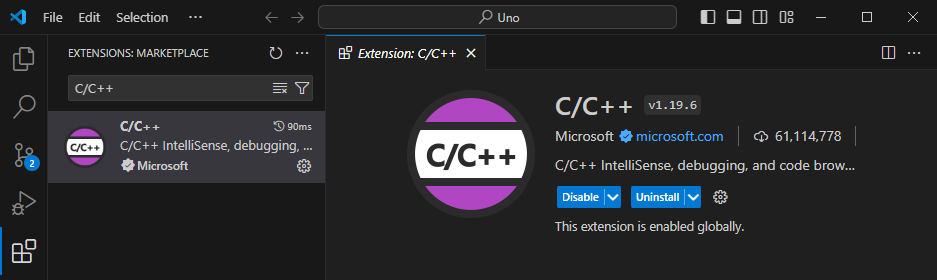 File Edit Selection ···
Uno
EXTENSIONS: MARKETPLACE
Extension: C/C++
C/C++
C/C++
90ms
C/C++
C/C++ IntelliSense, debugging, ...
Microsoft
2
C/C++
C/C++ v1.19.6
Microsoft microsoft.com 61,114,778
C/C++ IntelliSense, debugging, and code brow...
Disable Uninstall
This extension is enabled globally.